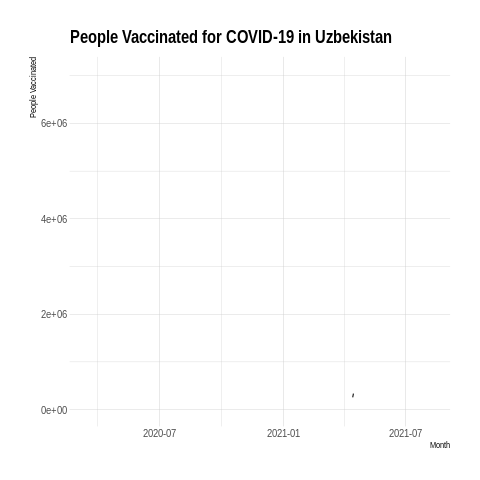 People Vaccinated for COVID-19 in Uzbekistan
People Vaccinated
6e+06
4e+06
2e+06
0e+00
2020-07 2021-01 2021-07
Month